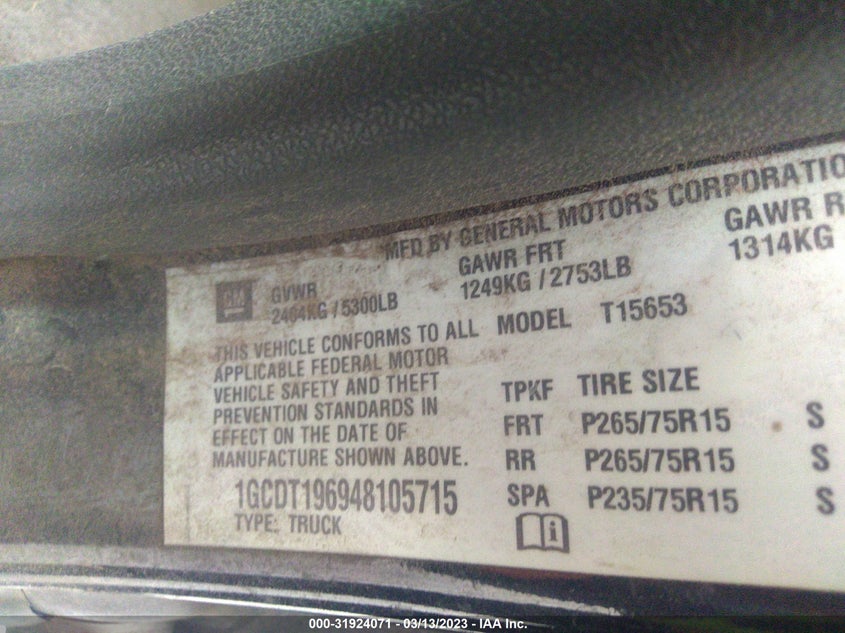 MFD BY GENERAL MOTORS CORPORATIO
GM
GVWR GAWR FRT GAWR R
2404KG / 5300LB 1249KG / 2753LB 1314KG
THIS VEHICLE CONFORMS TO ALL MODEL T15653
APPLICABLE FEDERAL MOTOR
VEHICLE SAFETY AND THEFT TPKF TIRE SIZE
PREVENTION STANDARDS IN FRT P265/75R15 S
EFFECT ON THE DATE OF
MANUFACTURE SHOWN ABOVE. RR P265/75R15 S
1GCDT196948105715 SPA P235/75R15 S
TYPE: TRUCK
000-31924071 - 03/13/2023 - IAA Inc.